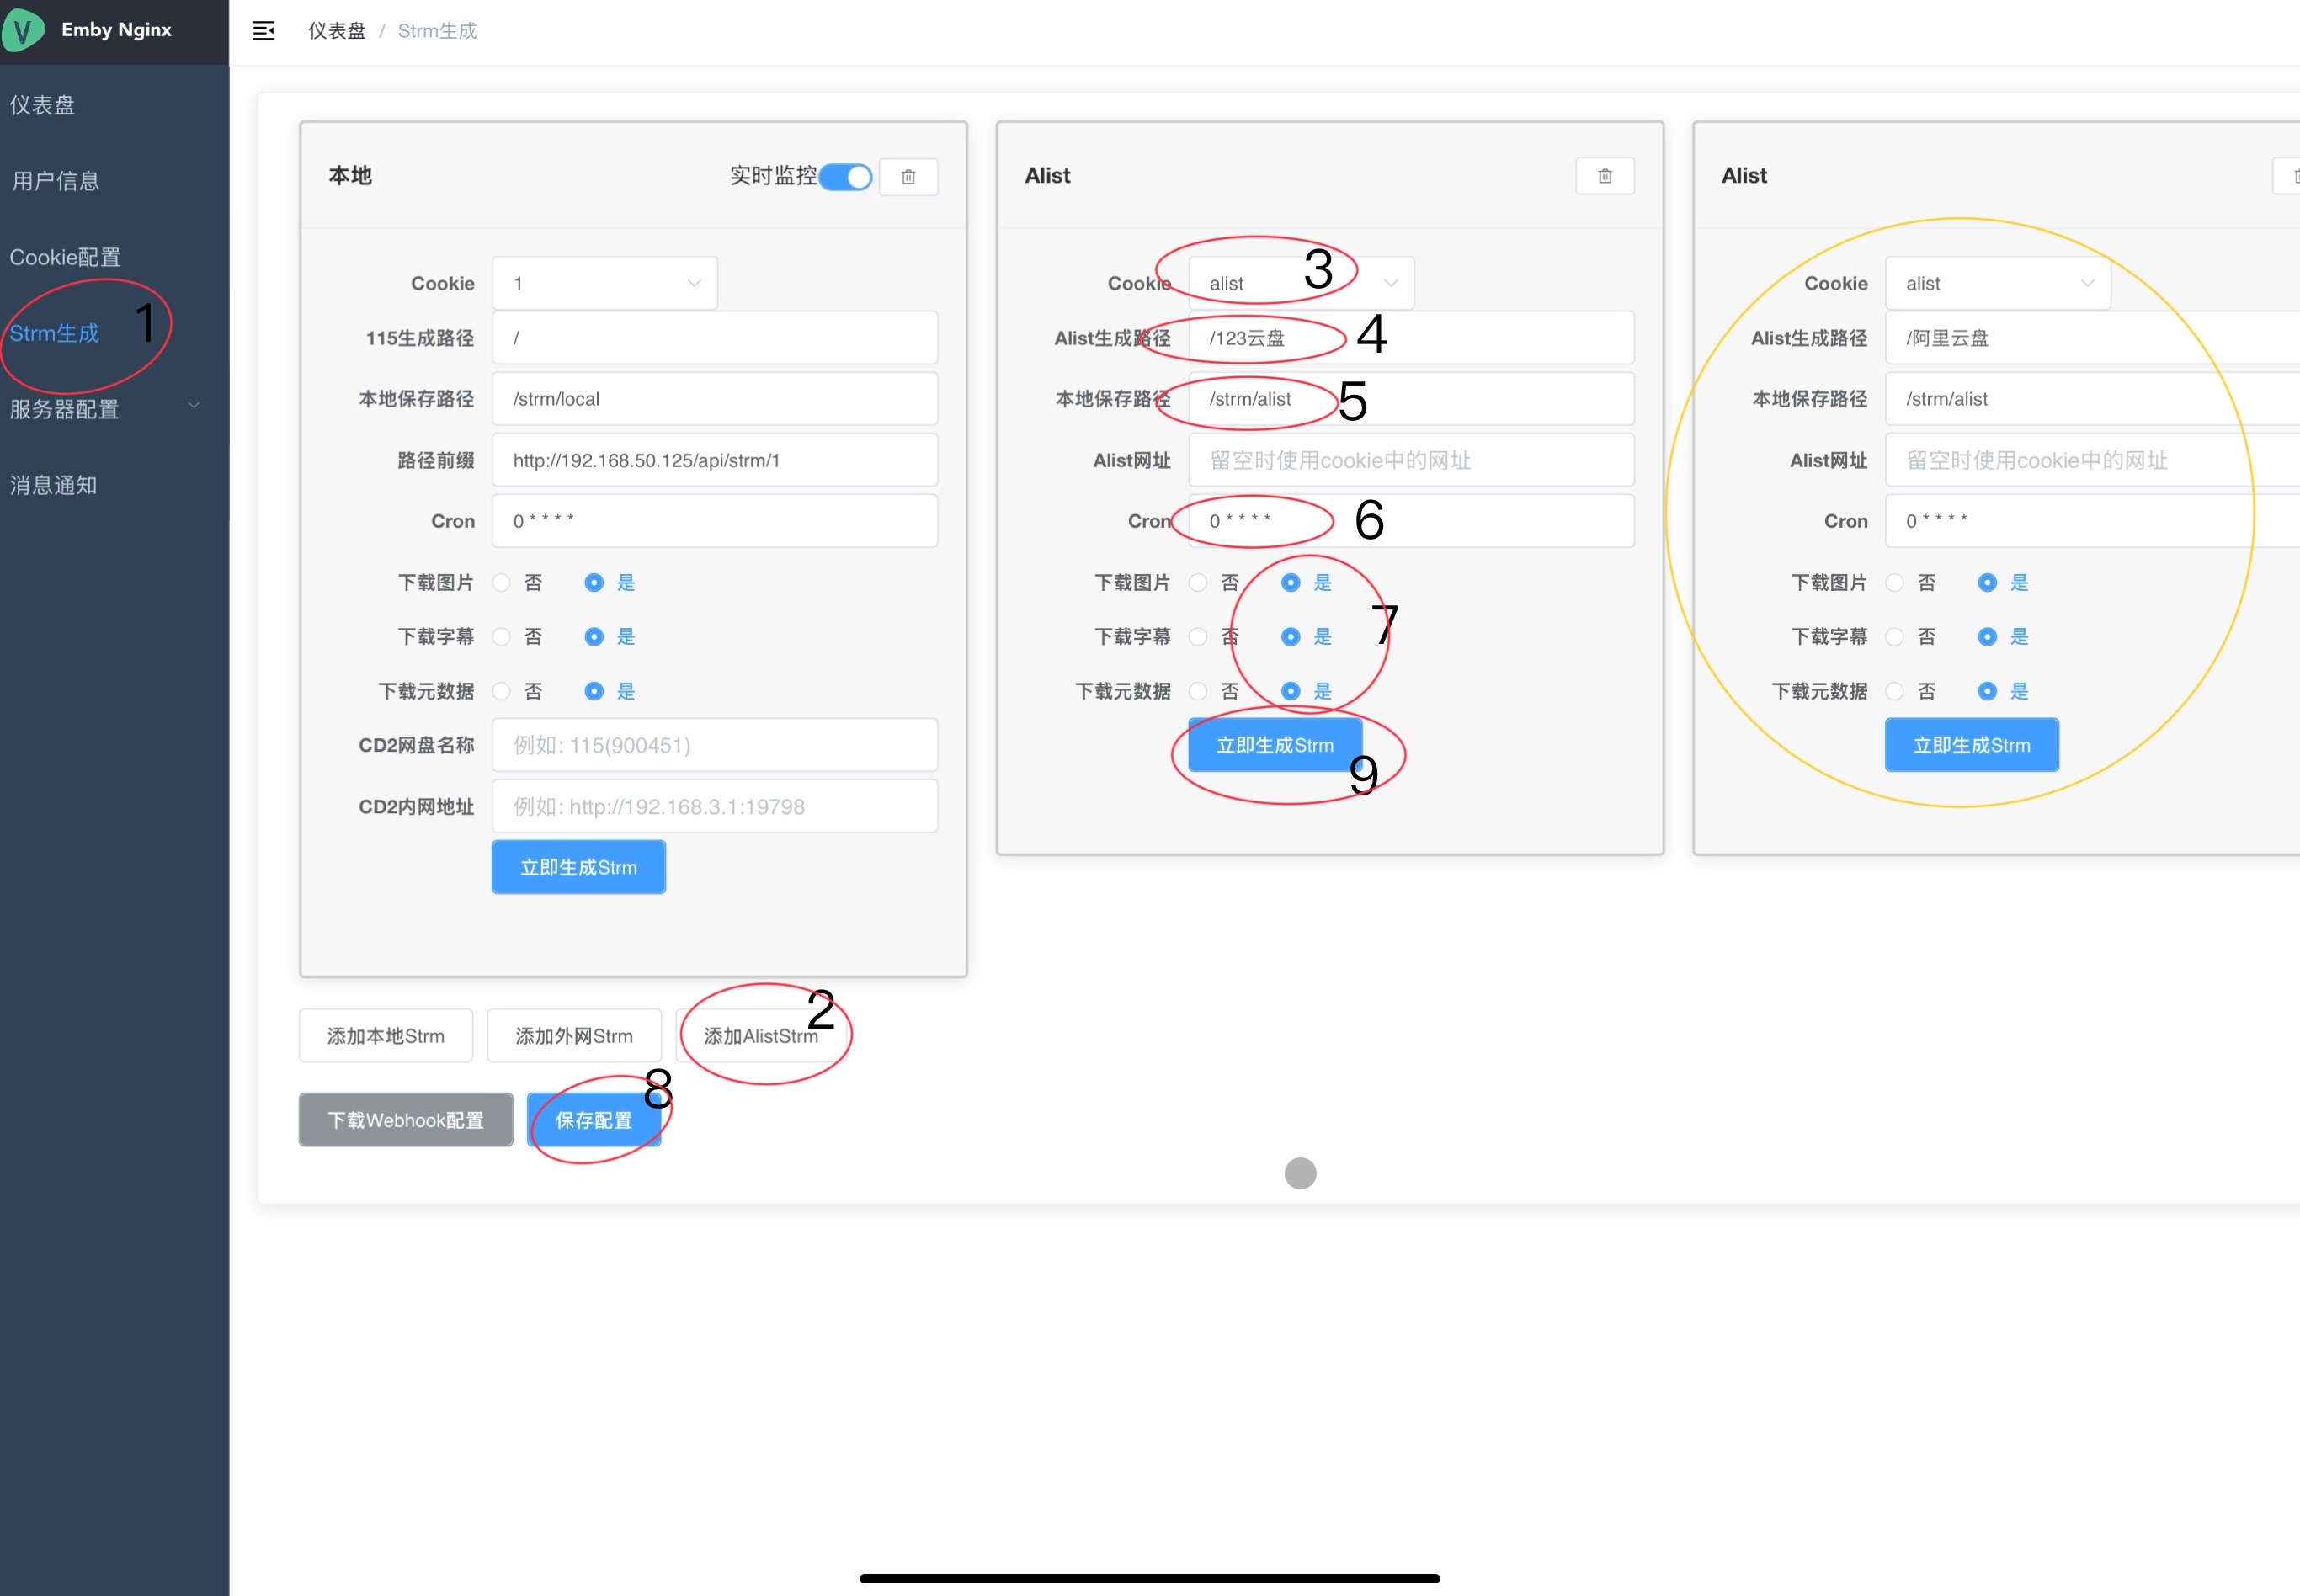 Emby Nginx
仪表盘 / Strm生成
仪表盘
用户信息
Cookie配置
Strm生成
1
服务器配置
消息通知
本地
实时监控
Cookie
1
115生成路径
/
本地保存路径
/strm/local
路径前缀
http://192.168.50.125/api/strm/1
Cron
0 * * * *
下载图片 否 是
下载字幕 否 是
下载元数据 否 是
CD2网盘名称
例如: 115(900451)
CD2内网地址
例如: http://192.168.3.1:19798
立即生成Strm
Alist
Cookie
alist
3
Alist生成路径
/123云盘
4
本地保存路径
/strm/alist
5
Alist网址
留空时使用cookie中的网址
Cron
0 * * * *
6
下载图片 否 是
下载字幕 否 是
7
下载元数据 否 是
立即生成Strm
9
Alist
Cookie
alist
Alist生成路径
/阿里云盘
本地保存路径
/strm/alist
Alist网址
留空时使用cookie中的网址
Cron
0 * * * *
下载图片 否 是
下载字幕 否 是
下载元数据 否 是
立即生成Strm
添加本地Strm
添加外网Strm
添加AlistStrm
2
下载Webhook配置
保存配置
8
V